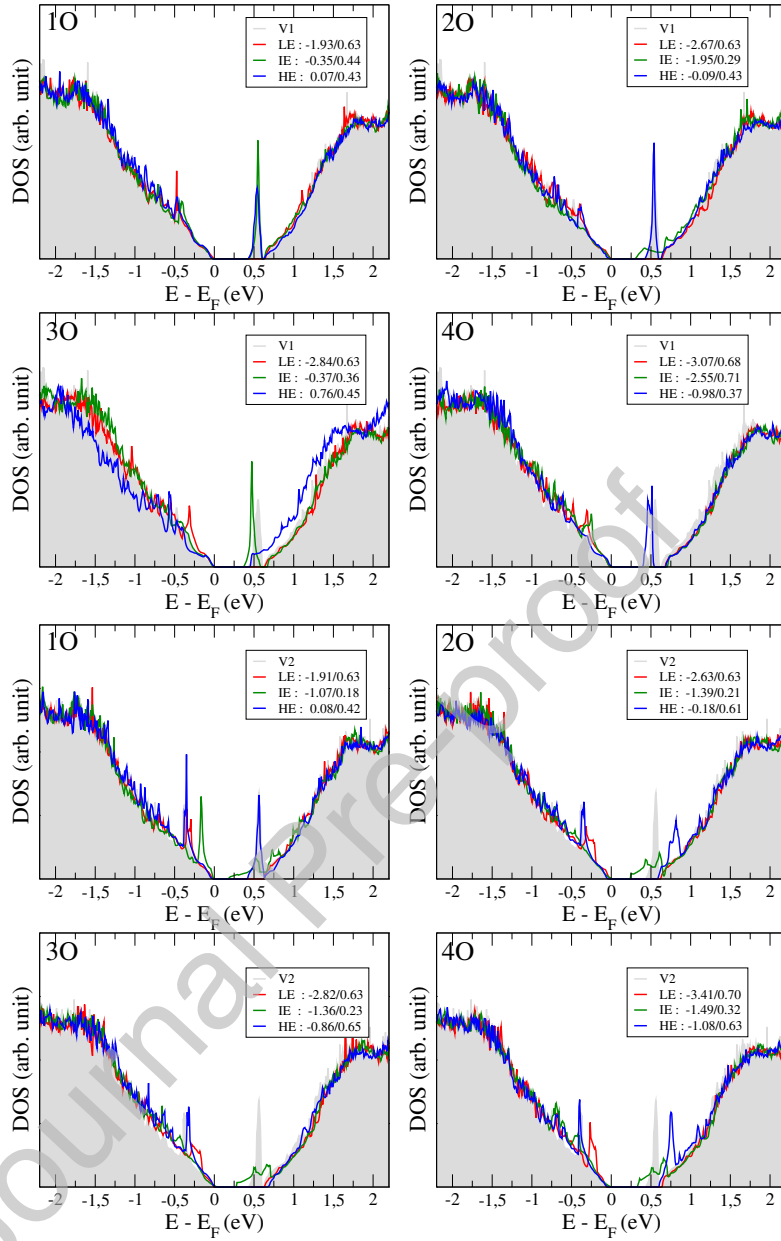 1O
V1
LE : -1.93/0.63
IE : -0.35/0.44
HE : 0.07/0.43
DOS (arb. unit)
-2 -1,5 -1 -0,5 0 0,5 1 1,5 2
E - E_F (eV)
2O
V1
LE : -2.67/0.63
IE : -1.95/0.29
HE : -0.09/0.43
DOS (arb. unit)
-2 -1,5 -1 -0,5 0 0,5 1 1,5 2
E - E_F (eV)
3O
V1
LE : -2.84/0.63
IE : -0.37/0.36
HE : 0.76/0.45
DOS (arb. unit)
-2 -1,5 -1 -0,5 0 0,5 1 1,5 2
E - E_F (eV)
4O
V1
LE : -3.07/0.68
IE : -2.55/0.71
HE : -0.98/0.37
DOS (arb. unit)
-2 -1,5 -1 -0,5 0 0,5 1 1,5 2
E - E_F (eV)
1O
V2
LE : -1.91/0.63
IE : -1.07/0.18
HE : 0.08/0.42
DOS (arb. unit)
-2 -1,5 -1 -0,5 0 0,5 1 1,5 2
E - E_F (eV)
2O
V2
LE : -2.63/0.63
IE : -1.39/0.21
HE : -0.18/0.61
DOS (arb. unit)
-2 -1,5 -1 -0,5 0 0,5 1 1,5 2
E - E_F (eV)
3O
V2
LE : -2.82/0.63
IE : -1.36/0.23
HE : -0.86/0.65
DOS (arb. unit)
-2 -1,5 -1 -0,5 0 0,5 1 1,5 2
E - E_F (eV)
4O
V2
LE : -3.41/0.70
IE : -1.49/0.32
HE : -1.08/0.63
DOS (arb. unit)
-2 -1,5 -1 -0,5 0 0,5 1 1,5 2
E - E_F (eV)
Journal Pre-proof